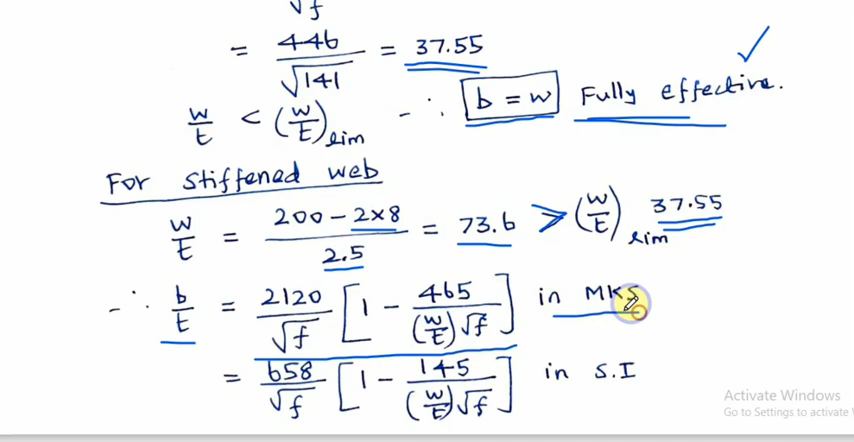 √f
= 446/√141 = 37.55 ✓
w/t < (w/t)lim ∴ b = w Fully effective.
For stiffened web
w/t = (200 - 2×8)/2.5 = 73.6 > (w/t)lim 37.55
∴ b/t = 2120/√f [1 - 465/((w/t)√f)] in MKS
= 658/√f [1 - 145/((w/t)√f)] in S.I
Activate Windows
Go to Settings to activate